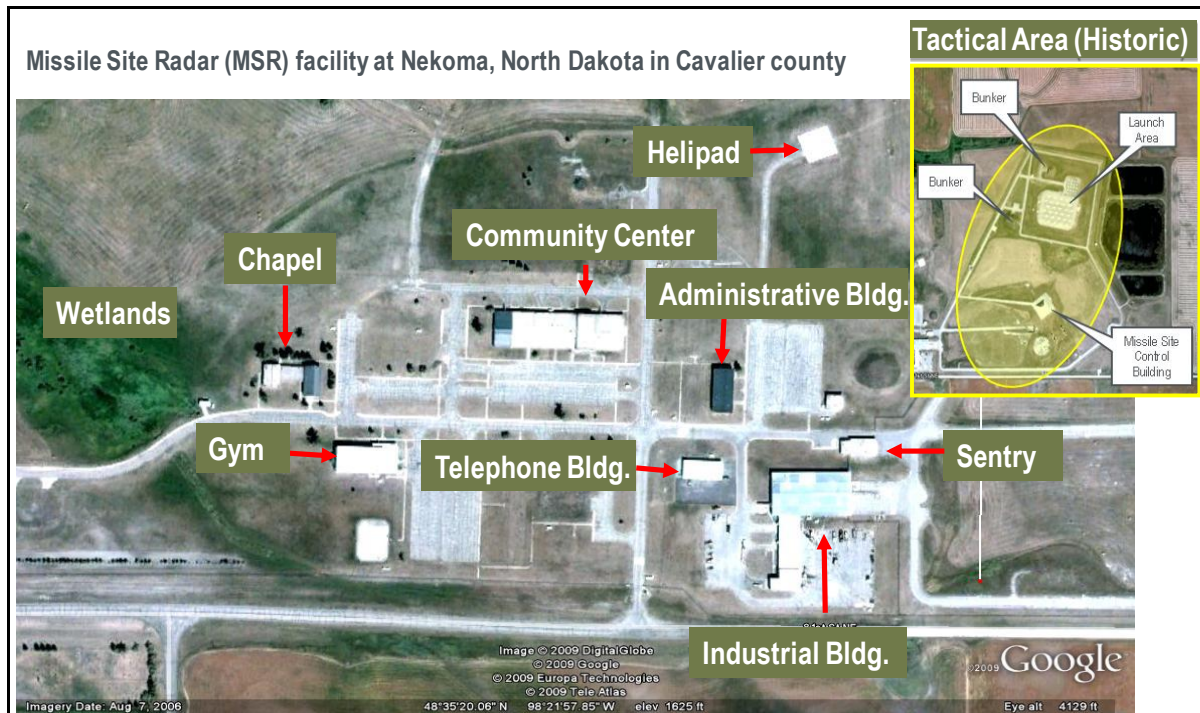 Missile Site Radar (MSR) facility at Nekoma, North Dakota in Cavalier county
Tactical Area (Historic)
Bunker
Launch
Area
Bunker
Missile Site
Control
Building
Helipad
Community Center
Chapel
Administrative Bldg.
Wetlands
Gym
Telephone Bldg.
Sentry
Industrial Bldg.
Image © 2009 DigitalGlobe
© 2009 Google
© 2009 Europa Technologies
© 2009 Tele Atlas
©2009 Google
Imagery Date: Aug 7, 2006
48°35'20.06" N 98°21'57.85" W elev 1625 ft
Eye alt 4129 ft